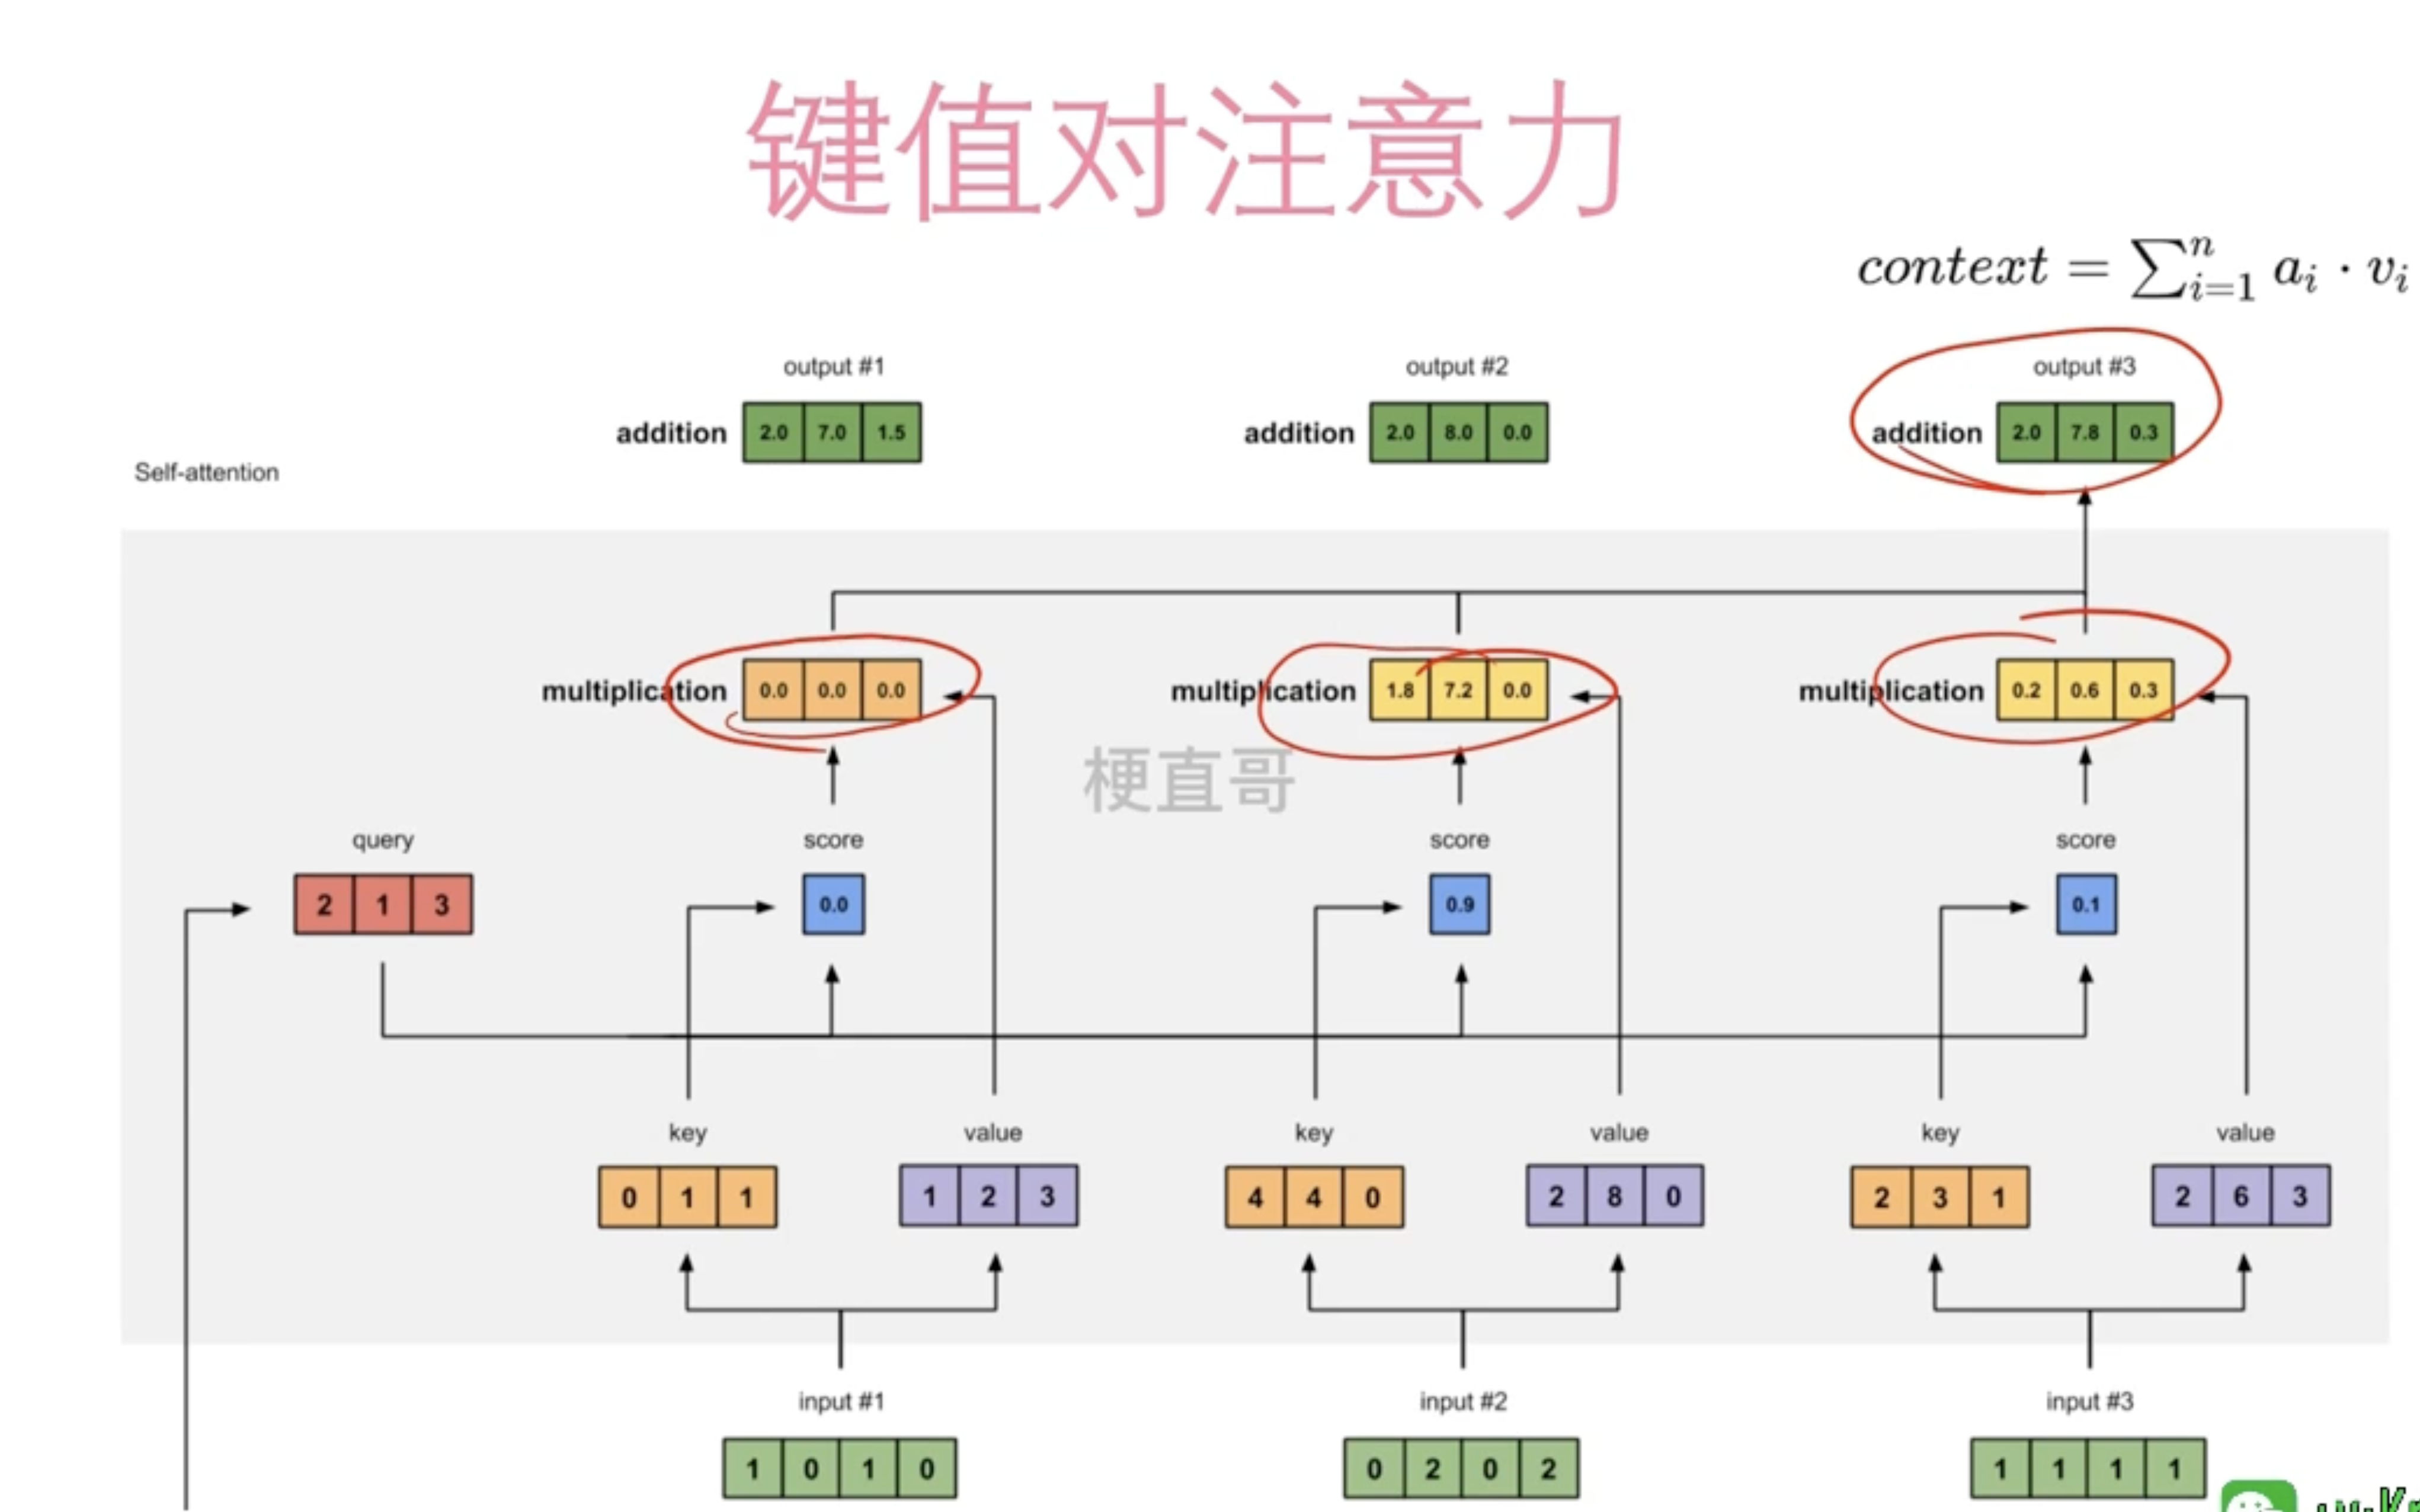 键值对注意力
context = ∑ⁿᵢ₌₁ aᵢ · vᵢ
output #1 output #2 output #3
addition 2.0 7.0 1.5 addition 2.0 8.0 0.0 addition 2.0 7.8 0.3
Self-attention
multiplication 0.0 0.0 0.0 multiplication 1.8 7.2 0.0 multiplication 0.2 0.6 0.3
梗直哥
query score score score
2 1 3 0.0 0.9 0.1
key value key value key value
0 1 1 1 2 3 4 4 0 2 8 0 2 3 1 2 6 3
input #1 input #2 input #3
1 0 1 0 0 2 0 2 1 1 1 1